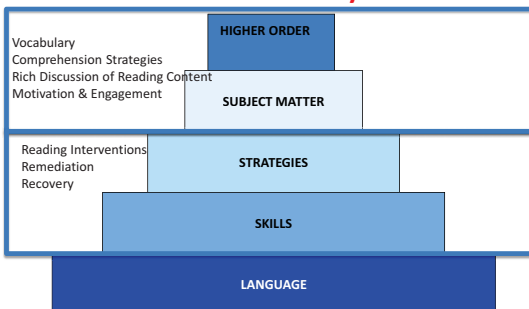 HIGHER ORDER
Vocabulary
Comprehension Strategies
Rich Discussion of Reading Content
Motivation & Engagement
SUBJECT MATTER
Reading Interventions
Remediation
Recovery
STRATEGIES
SKILLS
LANGUAGE